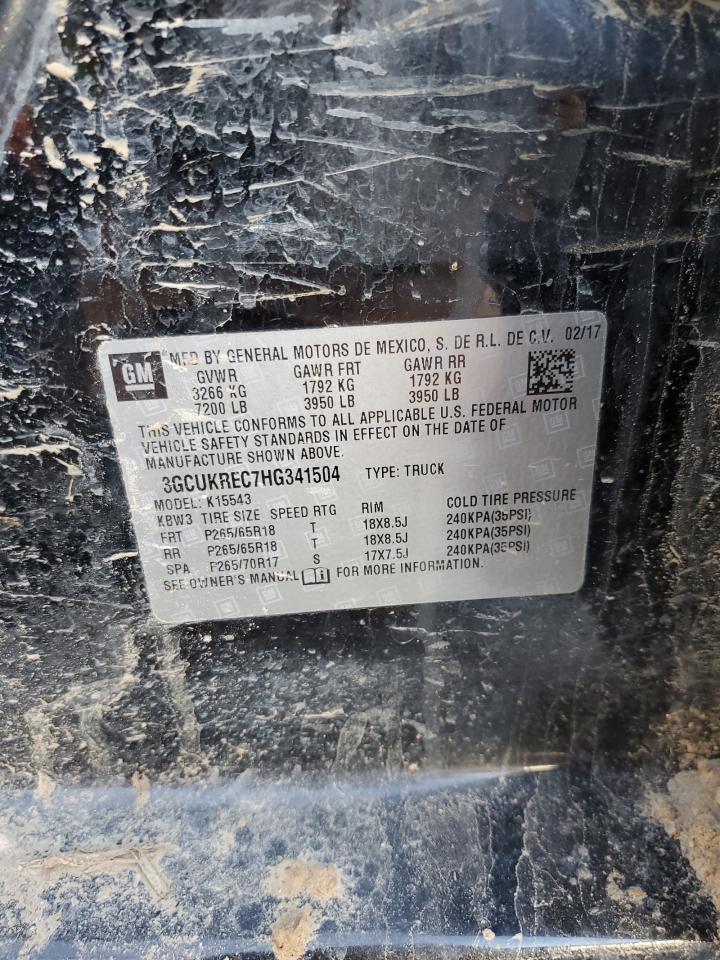 GM
MFD BY GENERAL MOTORS DE MEXICO, S. DE R.L. DE C.V. 02/17
GVWR GAWR FRT GAWR RR
3266 KG 1792 KG 1792 KG
7200 LB 3950 LB 3950 LB
THIS VEHICLE CONFORMS TO ALL APPLICABLE U.S. FEDERAL MOTOR
VEHICLE SAFETY STANDARDS IN EFFECT ON THE DATE OF
MANUFACTURE SHOWN ABOVE.
3GCUKREC7HG341504 TYPE: TRUCK
MODEL: K15543
K8W3 TIRE SIZE SPEED RTG RIM COLD TIRE PRESSURE
FRT P265/65R18 T 18X8.5J 240KPA(35PSI)
RR P265/65R18 T 18X8.5J 240KPA(35PSI)
SPA P265/70R17 S 17X7.5J 240KPA(35PSI)
SEE OWNER'S MANUAL FOR MORE INFORMATION.